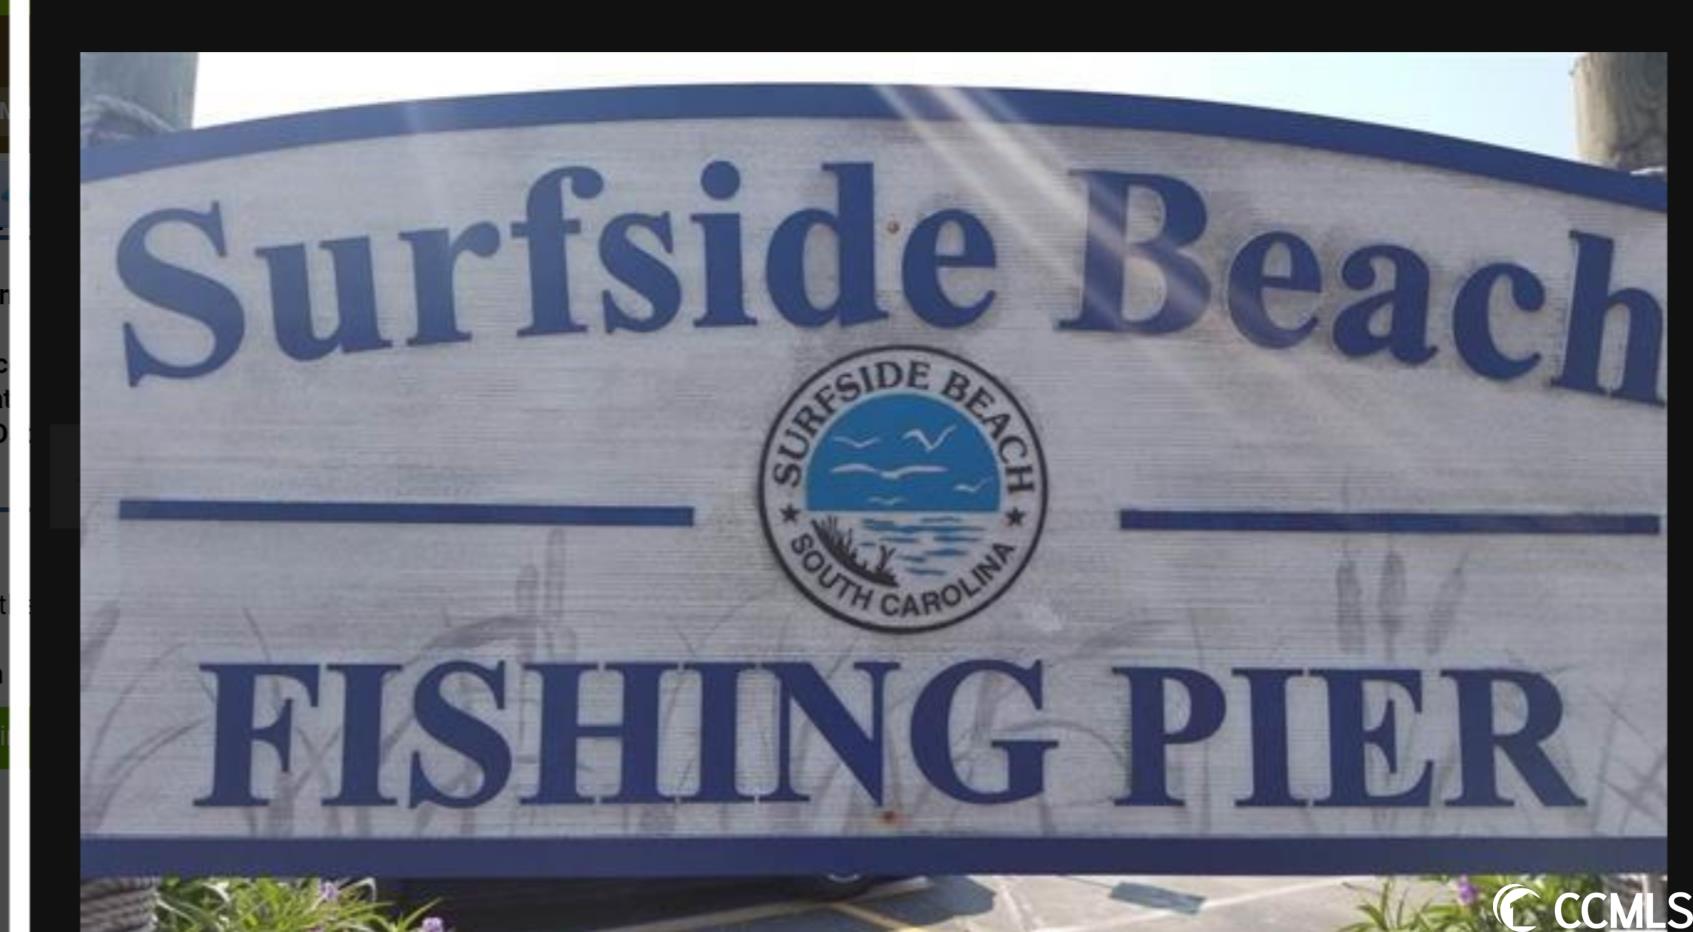 Surfside Beach
SURFSIDE BEACH
SOUTH CAROLINA
FISHING PIER
CCMLS